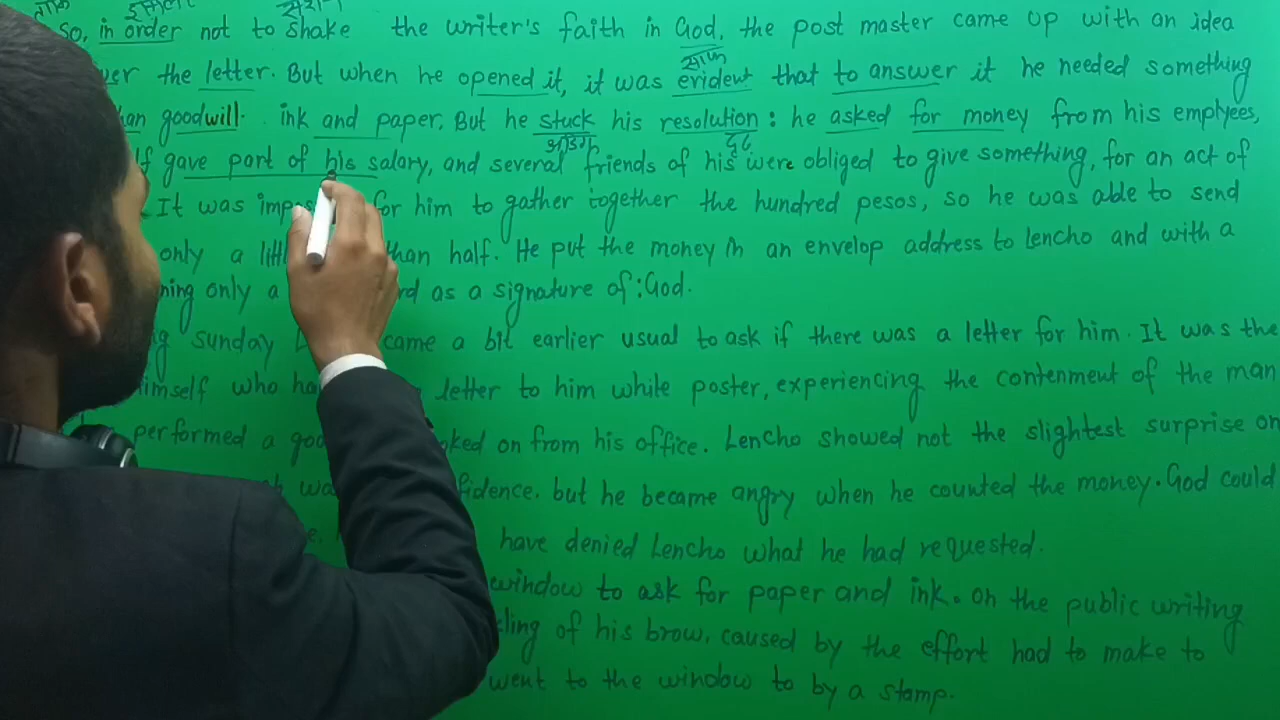 ताकि इसलिए
So, in order not to shake the writer's faith in God, the post master came up with an idea
साफ
the letter. But when he opened it, it was evident that to answer it he needed something
goodwill. ink and paper. But he stuck his resolution: he asked for money from his emplyees,
gave part of his salary, and several friends of his were obliged to give something, for an act of
It was for him to gather together the hundred pesos, so he was able to send
only a than half. He put the money in an envelop address to Lencho and with a
only a as a signature of: God.
sunday came a bit earlier usual to ask if there was a letter for him. It was the
who letter to him while poster, experiencing the contenment of the man
performed a on from his office. Lencho showed not the slightest surprise on
but he became angry when he counted the money. God could
have denied Lencho what he had requested.
window to ask for paper and ink. On the public writing
of his brow, caused by the effort had to make to
went to the window to by a stamp.